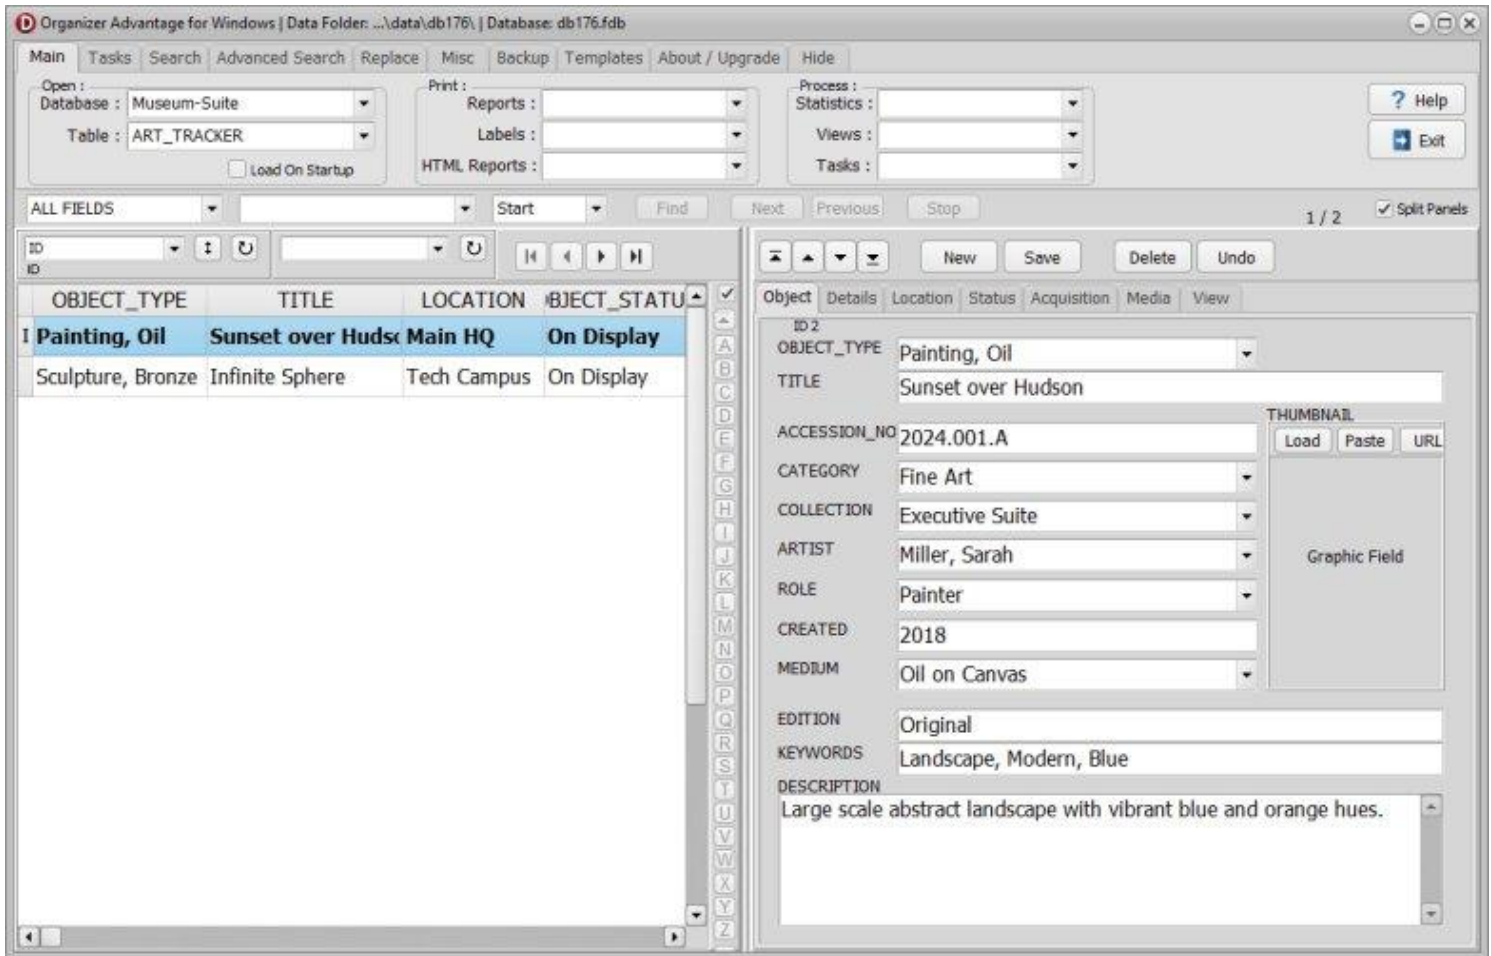 Organizer Advantage for Windows | Data Folder: ...\data\db176\ | Database: db176.fdb
Main Tasks Search Advanced Search Replace Misc Backup Templates About / Upgrade Hide
Open :
Database : Museum-Suite
Table : ART_TRACKER
Load On Startup
Print :
Reports :
Labels :
HTML Reports :
Process :
Statistics :
Views :
Tasks :
? Help
Exit
ALL FIELDS Start Find Next Previous Stop 1 / 2 Split Panels
ID
ID
New Save Delete Undo
OBJECT_TYPE TITLE LOCATION BJECT_STATU
Painting, Oil Sunset over Hudsc Main HQ On Display
Sculpture, Bronze Infinite Sphere Tech Campus On Display
A
B
C
D
E
F
G
H
I
J
K
L
M
N
O
P
Q
R
S
T
U
V
W
X
Y
Z
Object Details Location Status Acquisition Media View
ID 2
OBJECT_TYPE Painting, Oil
TITLE Sunset over Hudson
ACCESSION_NO 2024.001.A
CATEGORY Fine Art
COLLECTION Executive Suite
ARTIST Miller, Sarah
ROLE Painter
CREATED 2018
MEDIUM Oil on Canvas
THUMBNAIL
Load Paste URL
Graphic Field
EDITION Original
KEYWORDS Landscape, Modern, Blue
DESCRIPTION
Large scale abstract landscape with vibrant blue and orange hues.